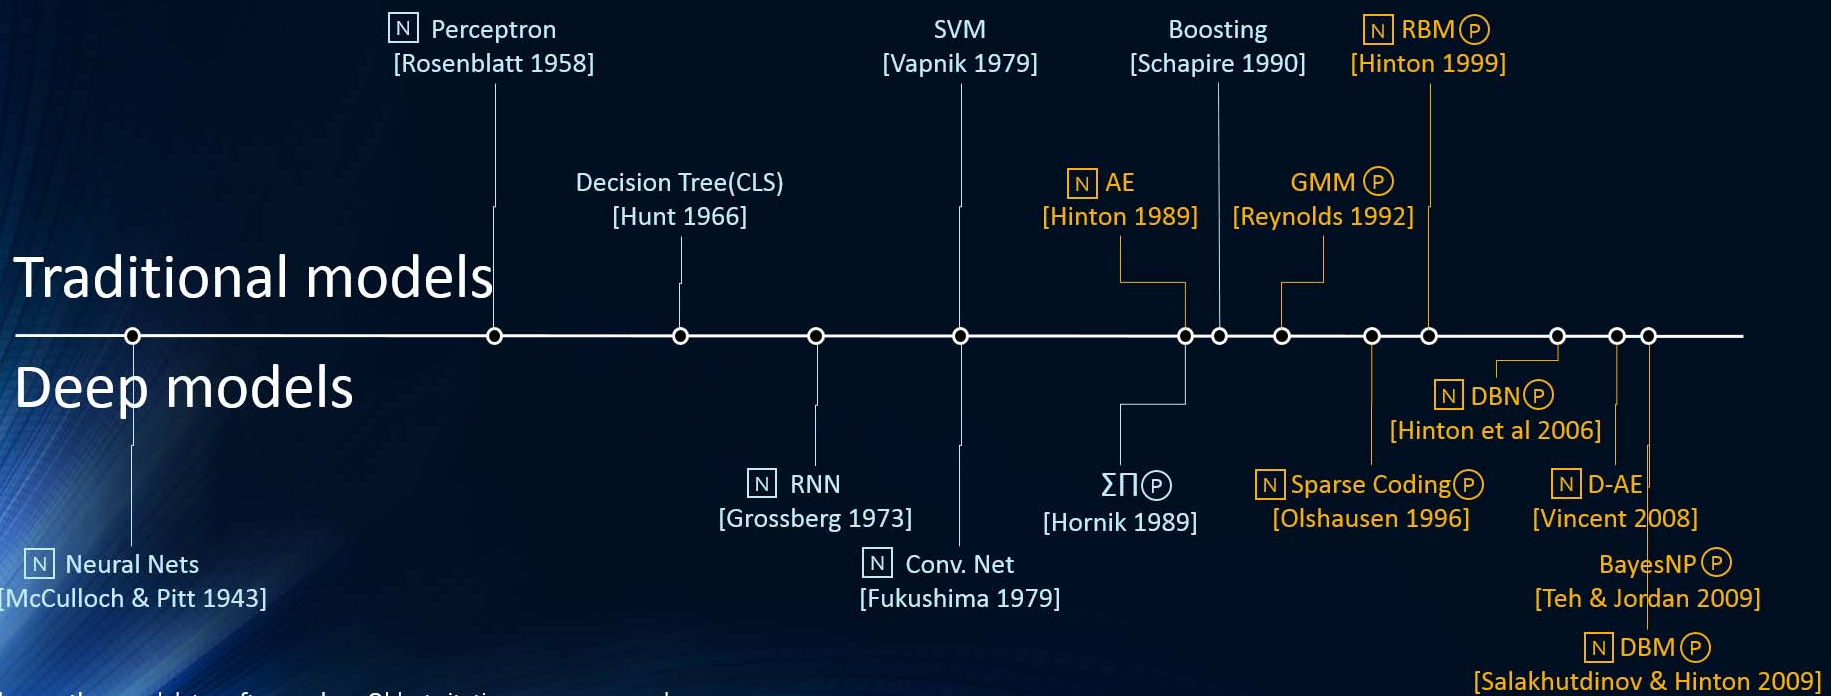 N Perceptron
[Rosenblatt 1958]
SVM
[Vapnik 1979]
Boosting
[Schapire 1990]
N RBM P
[Hinton 1999]
Decision Tree(CLS)
[Hunt 1966]
N AE
[Hinton 1989]
GMM P
[Reynolds 1992]
Traditional models
Deep models
N DBN P
[Hinton et al 2006]
N RNN
[Grossberg 1973]
ΣΠ P
[Hornik 1989]
N Sparse Coding P
[Olshausen 1996]
N D-AE
[Vincent 2008]
N Neural Nets
[McCulloch & Pitt 1943]
N Conv. Net
[Fukushima 1979]
BayesNP P
[Teh & Jordan 2009]
N DBM P
[Salakhutdinov & Hinton 2009]